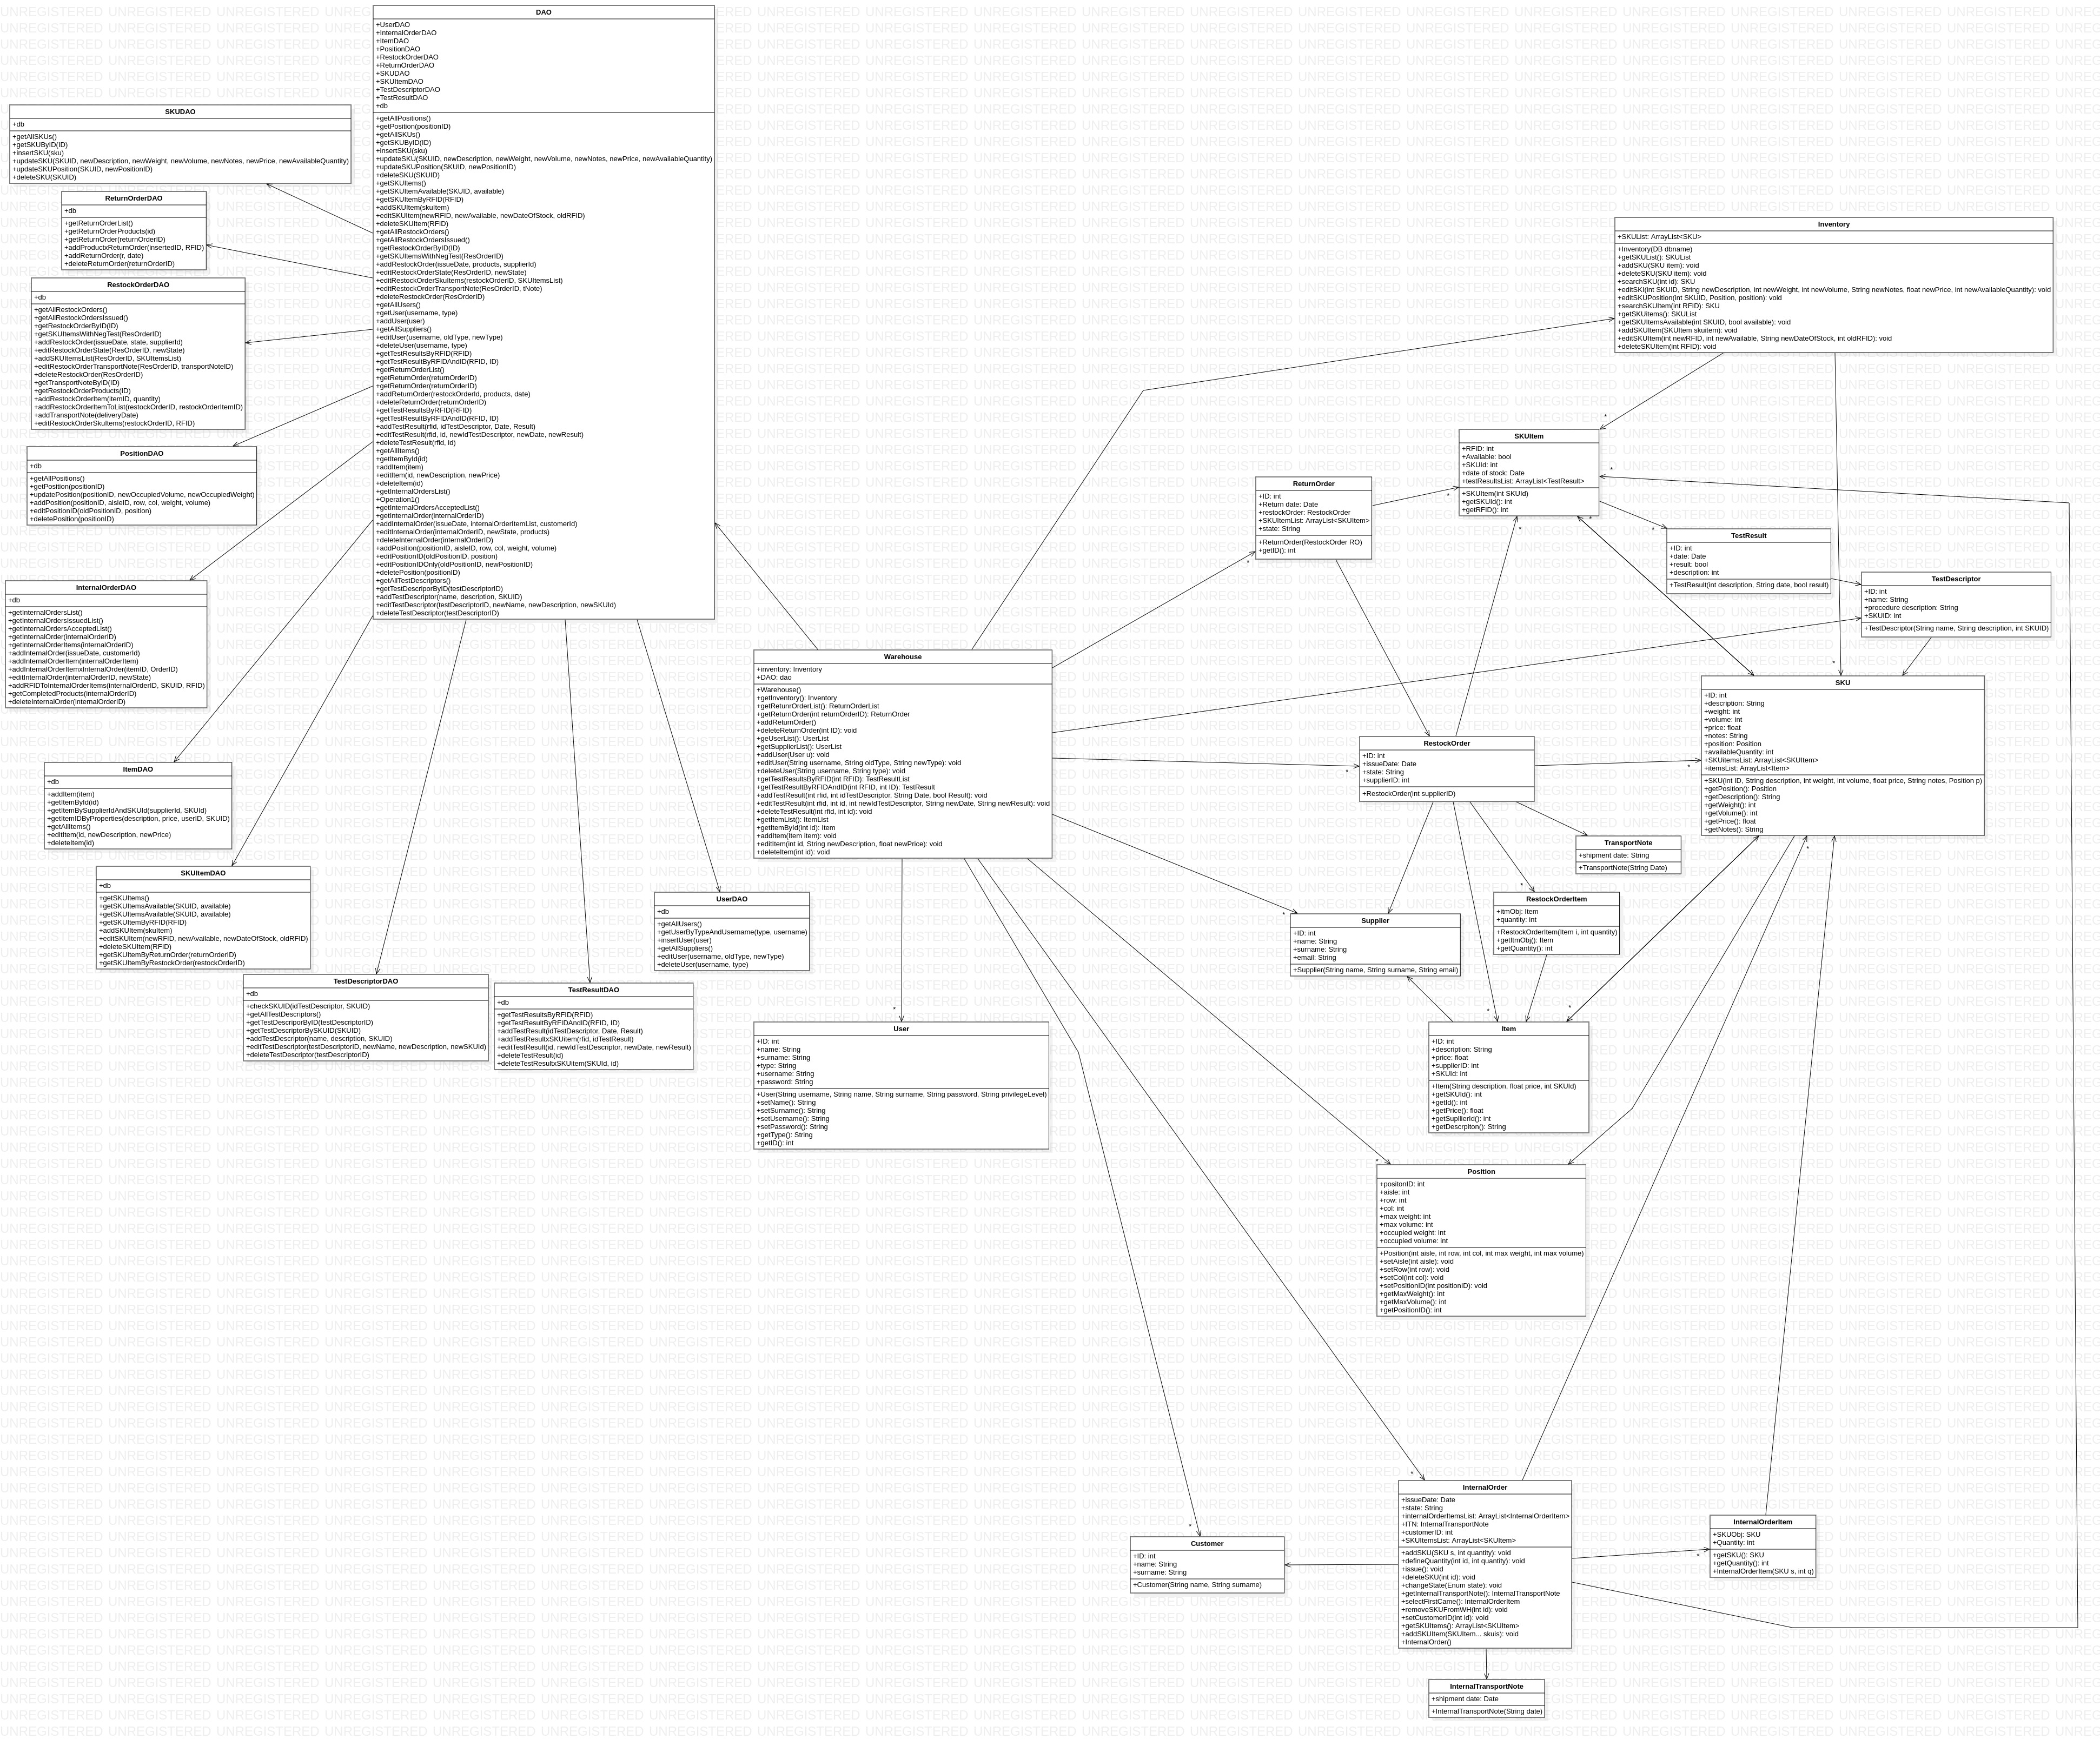 DAO
+UserDAO
+InternalOrderDAO
+ItemDAO
+PositionDAO
+RestockOrderDAO
+ReturnOrderDAO
+SKUDAO
+SKUItemDAO
+TestDescriptorDAO
+TestResultDAO
+db
+getAllPositions()
+getPosition(positionID)
+getAllSKUs()
+getSKUByID(ID)
+insertSKU(sku)
+updateSKU(SKUID, newDescription, newWeight, newVolume, newNotes, newPrice, newAvailableQuantity)
+updateSKUPosition(SKUID, newPositionID)
+deleteSKU(SKUID)
+getSKUItems()
+getSKUItemAvailable(SKUID, available)
+getSKUItemByRFID(RFID)
+addSKUItem(skuItem)
+editSKUItem(newRFID, newAvailable, newDateOfStock, oldRFID)
+deleteSKUItem(RFID)
+getAllRestockOrders()
+getAllRestockOrdersIssued()
+getRestockOrderByID(ID)
+getSKUItemsWithNegTest(ResOrderID)
+addRestockOrder(issueDate, products, supplierId)
+editRestockOrderState(ResOrderID, newState)
+editRestockOrderSkuItems(restockOrderID, SKUItemsList)
+editRestockOrderTransportNote(ResOrderID, tNote)
+deleteRestockOrder(ResOrderID)
+getAllUsers()
+getUser(username, type)
+addUser(user)
+getAllSuppliers()
+editUser(username, oldType, newType)
+deleteUser(username, type)
+getTestResultsByRFID(RFID)
+getTestResultByRFIDAndID(RFID, ID)
+getReturnOrderList()
+getReturnOrder(returnOrderID)
+getReturnOrder(returnOrderID)
+addReturnOrder(restockOrderId, products, date)
+deleteReturnOrder(returnOrderID)
+getTestResultsByRFID(RFID)
+getTestResultByRFIDAndID(RFID, ID)
+addTestResult(rfid, idTestDescriptor, Date, Result)
+editTestResult(rfid, id, newIdTestDescriptor, newDate, newResult)
+deleteTestResult(rfid, id)
+getAllItems()
+getItemById(id)
+addItem(item)
+editItem(id, newDescription, newPrice)
+deleteItem(id)
+getInternalOrdersList()
+Operation1()
+getInternalOrdersAcceptedList()
+getInternalOrder(internalOrderID)
+addInternalOrder(issueDate, internalOrderItemList, customerId)
+editInternalOrder(internalOrderID, newState, products)
+deleteInternalOrder(internalOrderID)
+addPosition(positionID, aisleID, row, col, weight, volume)
+editPositionID(oldPositionID, position)
+editPositionIDOnly(oldPositionID, newPositionID)
+deletePosition(positionID)
+getAllTestDescriptors()
+getTestDescriporByID(testDescriptorID)
+addTestDescriptor(name, description, SKUID)
+editTestDescriptor(testDescriptorID, newName, newDescription, newSKUId)
+deleteTestDescriptor(testDescriptorID)
SKUDAO
+db
+getAllSKUs()
+getSKUByID(ID)
+insertSKU(sku)
+updateSKU(SKUID, newDescription, newWeight, newVolume, newNotes, newPrice, newAvailableQuantity)
+updateSKUPosition(SKUID, newPositionID)
+deleteSKU(SKUID)
ReturnOrderDAO
+db
+getReturnOrderList()
+getReturnOrderProducts(id)
+getReturnOrder(returnOrderID)
+addProductxReturnOrder(insertedID, RFID)
+addReturnOrder(r, date)
+deleteReturnOrder(returnOrderID)
RestockOrderDAO
+db
+getAllRestockOrders()
+getAllRestockOrdersIssued()
+getRestockOrderByID(ID)
+getSKUItemsWithNegTest(ResOrderID)
+addRestockOrder(issueDate, state, supplierId)
+editRestockOrderState(ResOrderID, newState)
+addSKUItemsList(ResOrderID, SKUItemsList)
+editRestockOrderTransportNote(ResOrderID, transportNoteID)
+deleteRestockOrder(ResOrderID)
+getTransportNoteByID(ID)
+getRestockOrderProducts(ID)
+addRestockOrderItem(itemID, quantity)
+addRestockOrderItemToList(restockOrderID, restockOrderItemID)
+addTransportNote(deliveryDate)
+editRestockOrderSkuItems(restockOrderID, RFID)
PositionDAO
+db
+getAllPositions()
+getPosition(positionID)
+updatePosition(positionID, newOccupiedVolume, newOccupiedWeight)
+addPosition(positionID, aisleID, row, col, weight, volume)
+editPositionID(oldPositionID, position)
+deletePosition(positionID)
InternalOrderDAO
+db
+getInternalOrdersList()
+getInternalOrdersIssuedList()
+getInternalOrdersAcceptedList()
+getInternalOrder(internalOrderID)
+getInternalOrderItems(internalOrderID)
+addInternalOrder(issueDate, customerId)
+addInternalOrderItem(internalOrderItem)
+addInternalOrderItemxInternalOrder(itemID, OrderID)
+editInternalOrder(internalOrderID, newState)
+addRFIDToInternalOrderItems(internalOrderID, SKUID, RFID)
+getCompletedProducts(internalOrderID)
+deleteInternalOrder(internalOrderID)
ItemDAO
+db
+addItem(item)
+getItemById(id)
+getItemBySupplierIdAndSKUId(supplierId, SKUId)
+getItemIDByProperties(description, price, userID, SKUID)
+getAllItems()
+editItem(id, newDescription, newPrice)
+deleteItem(id)
SKUItemDAO
+db
+getSKUItems()
+getSKUItemsAvailable(SKUID, available)
+getSKUItemsAvailable(SKUID, available)
+getSKUItemByRFID(RFID)
+addSKUItem(skuItem)
+editSKUItem(newRFID, newAvailable, newDateOfStock, oldRFID)
+deleteSKUItem(RFID)
+getSKUItemByReturnOrder(returnOrderID)
+getSKUItemByRestockOrder(restockOrderID)
TestDescriptorDAO
+db
+checkSKUID(idTestDescriptor, SKUID)
+getAllTestDescriptors()
+getTestDescriporByID(testDescriptorID)
+getTestDescriptorBySKUID(SKUID)
+addTestDescriptor(name, description, SKUID)
+editTestDescriptor(testDescriptorID, newName, newDescription, newSKUId)
+deleteTestDescriptor(testDescriptorID)
TestResultDAO
+db
+getTestResultsByRFID(RFID)
+getTestResultByRFIDAndID(RFID, ID)
+addTestResult(idTestDescriptor, Date, Result)
+addTestResultxSKUitem(rfid, idTestResult)
+editTestResult(id, newIdTestDescriptor, newDate, newResult)
+deleteTestResult(id)
+deleteTestResultxSKUitem(SKUId, id)
UserDAO
+db
+getAllUsers()
+getUserByTypeAndUsername(type, username)
+insertUser(user)
+getAllSuppliers()
+editUser(username, oldType, newType)
+deleteUser(username, type)
Warehouse
+inventory: Inventory
+DAO: dao
+Warehouse()
+getInventory(): Inventory
+getRetunrOrderList(): ReturnOrderList
+getReturnOrder(int returnOrderID): ReturnOrder
+addReturnOrder()
+deleteReturnOrder(int ID): void
+geUserList(): UserList
+getSupplierList(): UserList
+addUser(User u): void
+editUser(String username, String oldType, String newType): void
+deleteUser(String username, String type): void
+getTestResultsByRFID(int RFID): TestResultList
+getTestResultByRFIDAndID(int RFID, int ID): TestResult
+addTestResult(int rfid, int idTestDescriptor, String Date, bool Result): void
+editTestResult(int rfid, int id, int newIdTestDescriptor, String newDate, String newResult): void
+deleteTestResult(int rfid, int id): void
+getItemList(): ItemList
+getItemById(int id): Item
+addItem(Item item): void
+editItem(int id, String newDescription, float newPrice): void
+deleteItem(int id): void
User
+ID: int
+name: String
+surname: String
+type: String
+username: String
+password: String
+User(String username, String name, String surname, String password, String privilegeLevel)
+setName(): String
+setSurname(): String
+setUsername(): String
+setPassword(): String
+getType(): String
+getID(): int
Inventory
+SKUList: ArrayList<SKU>
+Inventory(DB dbname)
+getSKUList(): SKUList
+addSKU(SKU item): void
+deleteSKU(SKU item): void
+searchSKU(int id): SKU
+editSKI(int SKUID, String newDescription, int newWeight, int newVolume, String newNotes, float newPrice, int newAvailableQuantity): void
+editSKUPosition(int SKUID, Position, position): void
+searchSKUItem(int RFID): SKU
+getSKUitems(): SKUList
+getSKUItemsAvailable(int SKUID, bool available): void
+addSKUItem(SKUItem skuitem): void
+editSKUItem(int newRFID, int newAvailable, String newDateOfStock, int oldRFID): void
+deleteSKUItem(int RFID): void
SKUItem
+RFID: int
+Available: bool
+SKUId: int
+date of stock: Date
+testResultsList: ArrayList<TestResult>
+SKUItem(int SKUId)
+getSKUId(): int
+getRFID(): int
ReturnOrder
+ID: int
+Return date: Date
+restockOrder: RestockOrder
+SKUItemList: ArrayList<SKUItem>
+state: String
+ReturnOrder(RestockOrder RO)
+getID(): int
TestResult
+ID: int
+date: Date
+result: bool
+description: int
+TestResult(int description, String date, bool result)
TestDescriptor
+ID: int
+name: String
+procedure description: String
+SKUID: int
+TestDescriptor(String name, String description, int SKUID)
SKU
+ID: int
+description: String
+weight: int
+volume: int
+price: float
+notes: String
+position: Position
+availableQuantity: int
+SKUitemsList: ArrayList<SKUItem>
+itemsList: ArrayList<Item>
+SKU(int ID, String description, int weight, int volume, float price, String notes, Position p)
+getPosition(): Position
+getDescription(): String
+getWeight(): int
+getVolume(): int
+getPrice(): float
+getNotes(): String
RestockOrder
+ID: int
+issueDate: Date
+state: String
+supplierID: int
+RestockOrder(int supplierID)
TransportNote
+shipment date: String
+TransportNote(String Date)
RestockOrderItem
+itmObj: Item
+quantity: int
+RestockOrderItem(Item i, int quantity)
+getItmObj(): Item
+getQuantity(): int
Supplier
+ID: int
+name: String
+surname: String
+email: String
+Supplier(String name, String surname, String email)
Item
+ID: int
+description: String
+price: float
+supplierID: int
+SKUId: int
+Item(String description, float price, int SKUId)
+getSKUId(): int
+getId(): int
+getPrice(): float
+getSupllierId(): int
+getDescrpiton(): String
Position
+positonID: int
+aisle: int
+row: int
+col: int
+max weight: int
+max volume: int
+occupied weight: int
+occupied volume: int
+Position(int aisle, int row, int col, int max weight, int max volume)
+setAisle(int aisle): void
+setRow(int row): void
+setCol(int col): void
+setPositionID(int positionID): void
+getMaxWeight(): int
+getMaxVolume(): int
+getPositionID(): int
InternalOrder
+issueDate: Date
+state: String
+internalOrderItemsList: ArrayList<InternalOrderItem>
+ITN: InternalTransportNote
+customerID: int
+SKUItemsList: ArrayList<SKUItem>
+addSKU(SKU s, int quantity): void
+defineQuantity(int id, int quantity): void
+issue(): void
+deleteSKU(int id): void
+changeState(Enum state): void
+getInternalTransportNote(): InternalTransportNote
+selectFirstCame(): InternalOrderItem
+removeSKUFromWH(int id): void
+setCustomerID(int id): void
+getSKUItems(): ArrayList<SKUItem>
+addSKUItem(SKUItem... skuis): void
+InternalOrder()
InternalOrderItem
+SKUObj: SKU
+Quantity: int
+getSKU(): SKU
+getQuantity(): int
+InternalOrderItem(SKU s, int q)
Customer
+ID: int
+name: String
+surname: String
+Customer(String name, String surname)
InternalTransportNote
+shipment date: Date
+InternalTransportNote(String date)